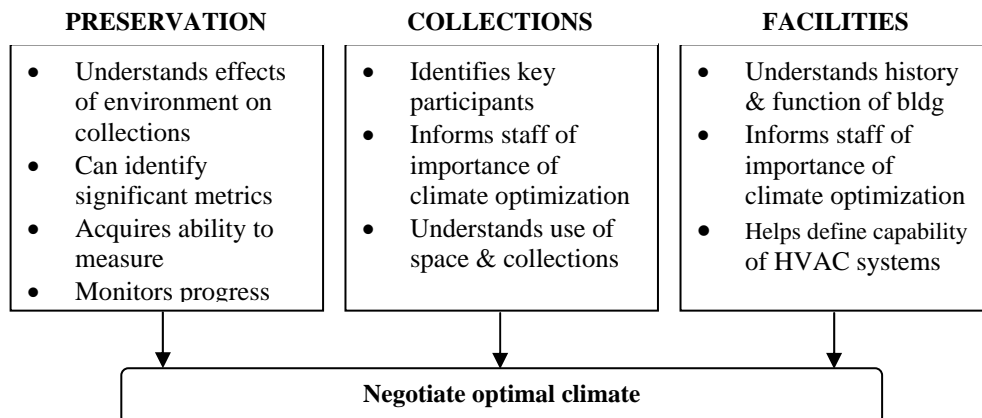 PRESERVATION
• Understands effects
of environment on
collections
• Can identify
significant metrics
• Acquires ability to
measure
• Monitors progress
COLLECTIONS
• Identifies key
participants
• Informs staff of
importance of
climate optimization
• Understands use of
space & collections
FACILITIES
• Understands history
& function of bldg
• Informs staff of
importance of
climate optimization
• Helps define capability
of HVAC systems
Negotiate optimal climate